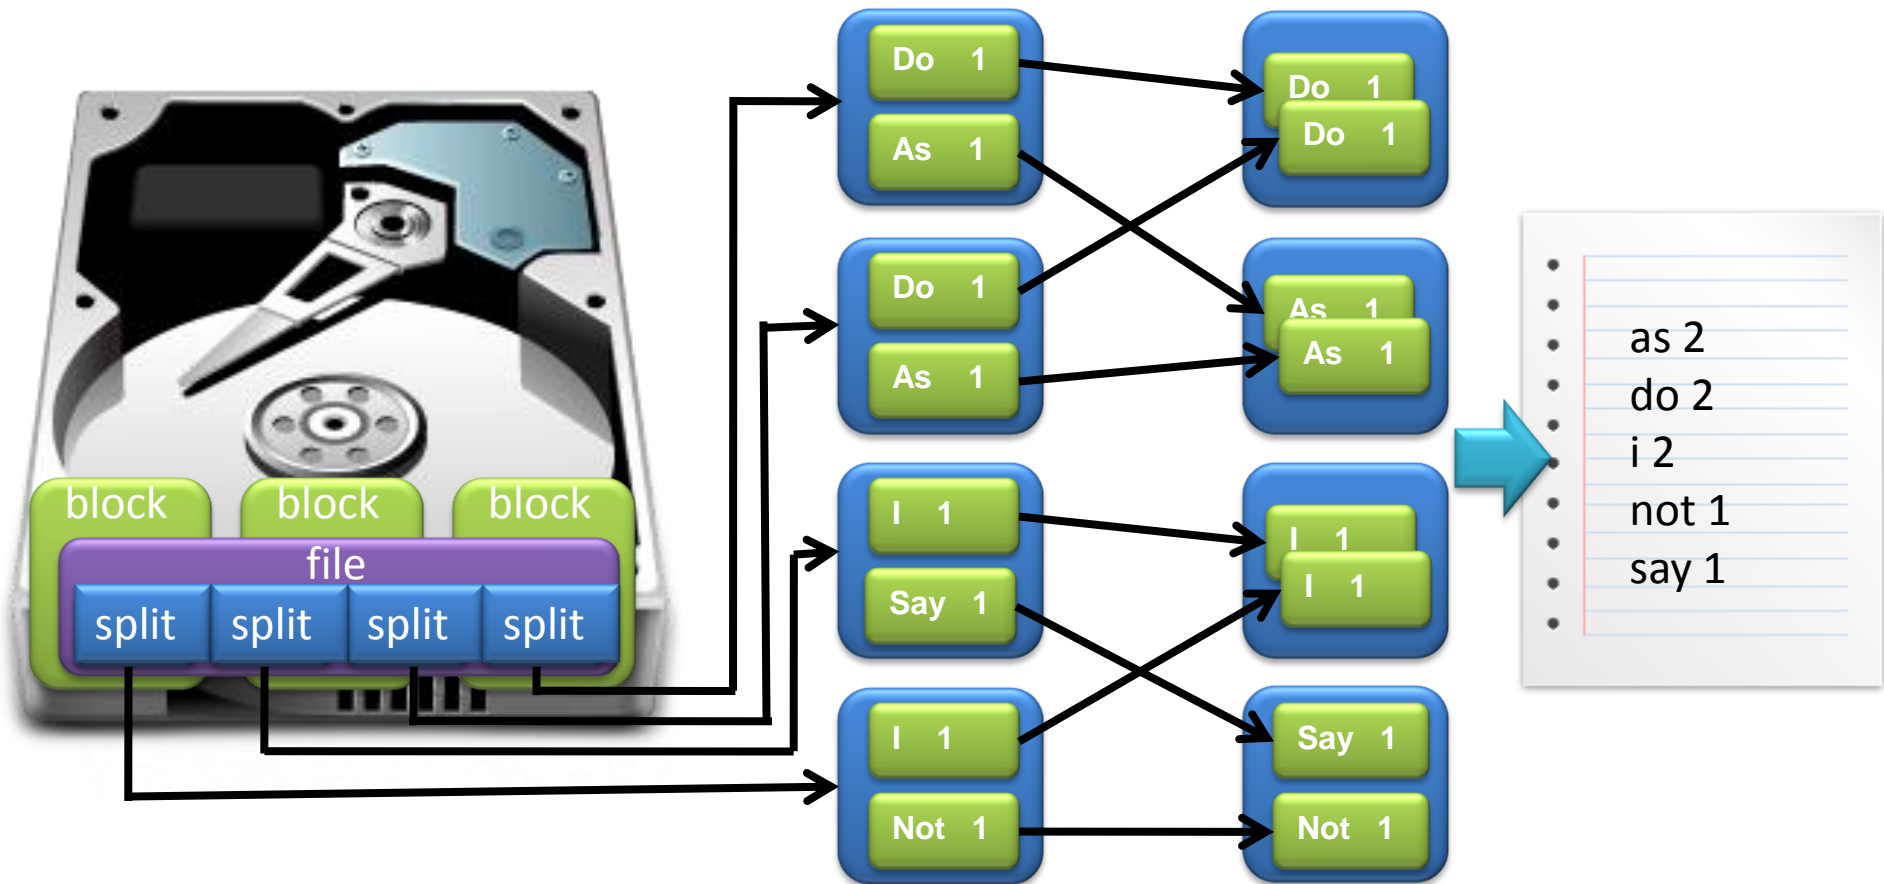 block block block
file
split split split split
Do 1
As 1
Do 1
As 1
I 1
Say 1
I 1
Not 1
Do 1
Do 1
As 1
As 1
I 1
I 1
Say 1
Not 1
as 2
do 2
i 2
not 1
say 1